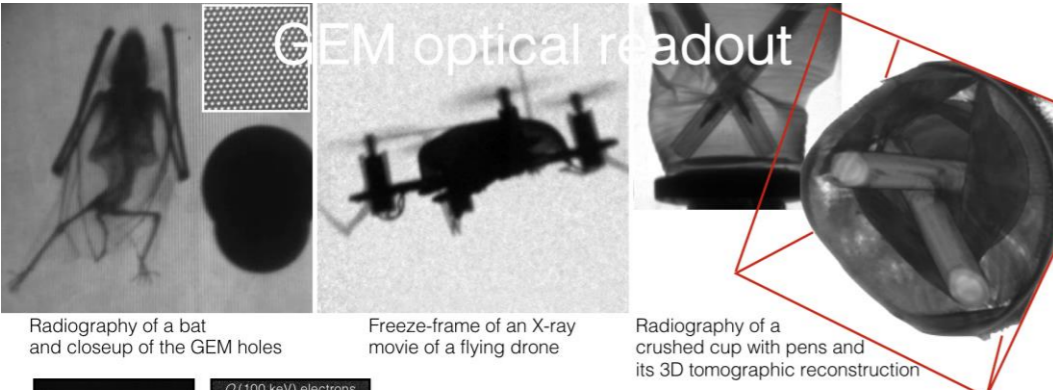 GEM optical readout
Radiography of a bat
and closeup of the GEM holes
Freeze-frame of an X-ray
movie of a flying drone
Radiography of a
crushed cup with pens and
its 3D tomographic reconstruction
O(100 keV) electrons